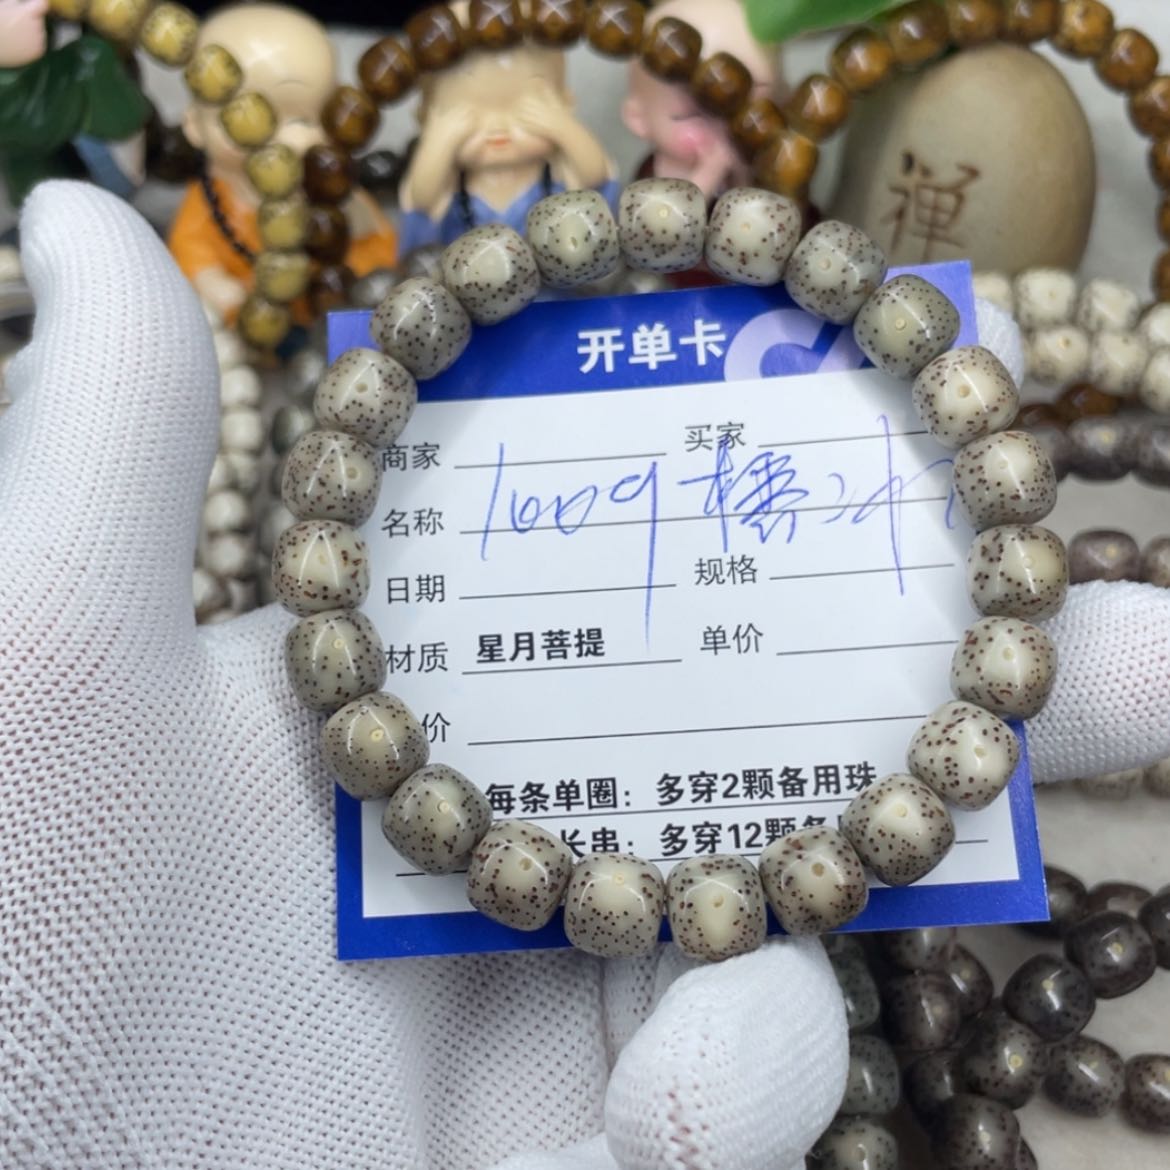 禅
开单卡
商家 买家
名称 1009
日期 规格
材质 星月菩提 单价
价
每条单圈：多穿2颗备用珠
长串：多穿12颗备